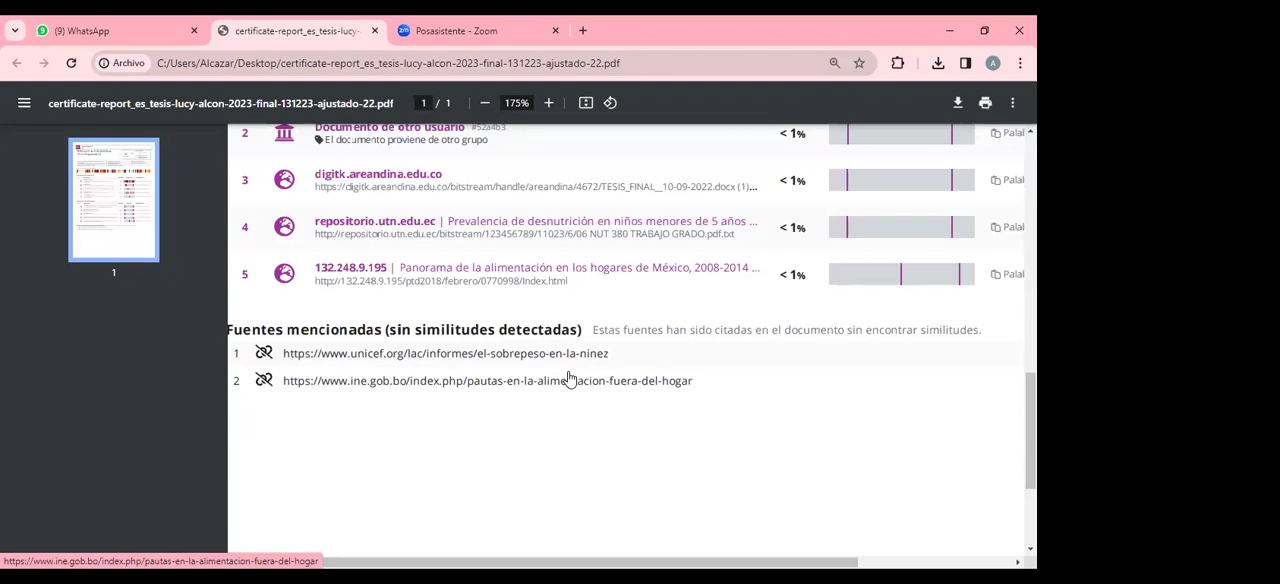 (9) WhatsApp
certificate-report_es_tesis-lucy-
Posasistente - Zoom
Archivo
C:/Users/Alcazar/Desktop/certificate-report_es_tesis-lucy-alcon-2023-final-131223-ajustado-22.pdf
A
certificate-report_es_tesis-lucy-alcon-2023-final-131223-ajustado-22.pdf
1 / 1
175%
2 Documento de otro usuario #52a4b3 < 1% Palal
El documento proviene de otro grupo
3 digitk.areandina.edu.co < 1% Palal
https://digitk.areandina.edu.co/bitstream/handle/areandina/4672/TESIS_FINAL__10-09-2022.docx (1)...
4 repositorio.utn.edu.ec | Prevalencia de desnutrición en niños menores de 5 años ... < 1% Palal
http://repositorio.utn.edu.ec/bitstream/123456789/11023/6/06 NUT 380 TRABAJO GRADO.pdf.txt
5 132.248.9.195 | Panorama de la alimentación en los hogares de México, 2008-2014 ... < 1% Palal
http://132.248.9.195/ptd2018/febrero/0770998/Index.html
1
Fuentes mencionadas (sin similitudes detectadas) Estas fuentes han sido citadas en el documento sin encontrar similitudes.
1 https://www.unicef.org/lac/informes/el-sobrepeso-en-la-ninez
2 https://www.ine.gob.bo/index.php/pautas-en-la-alimentacion-fuera-del-hogar
https://www.ine.gob.bo/index.php/pautas-en-la-alimentacion-fuera-del-hogar